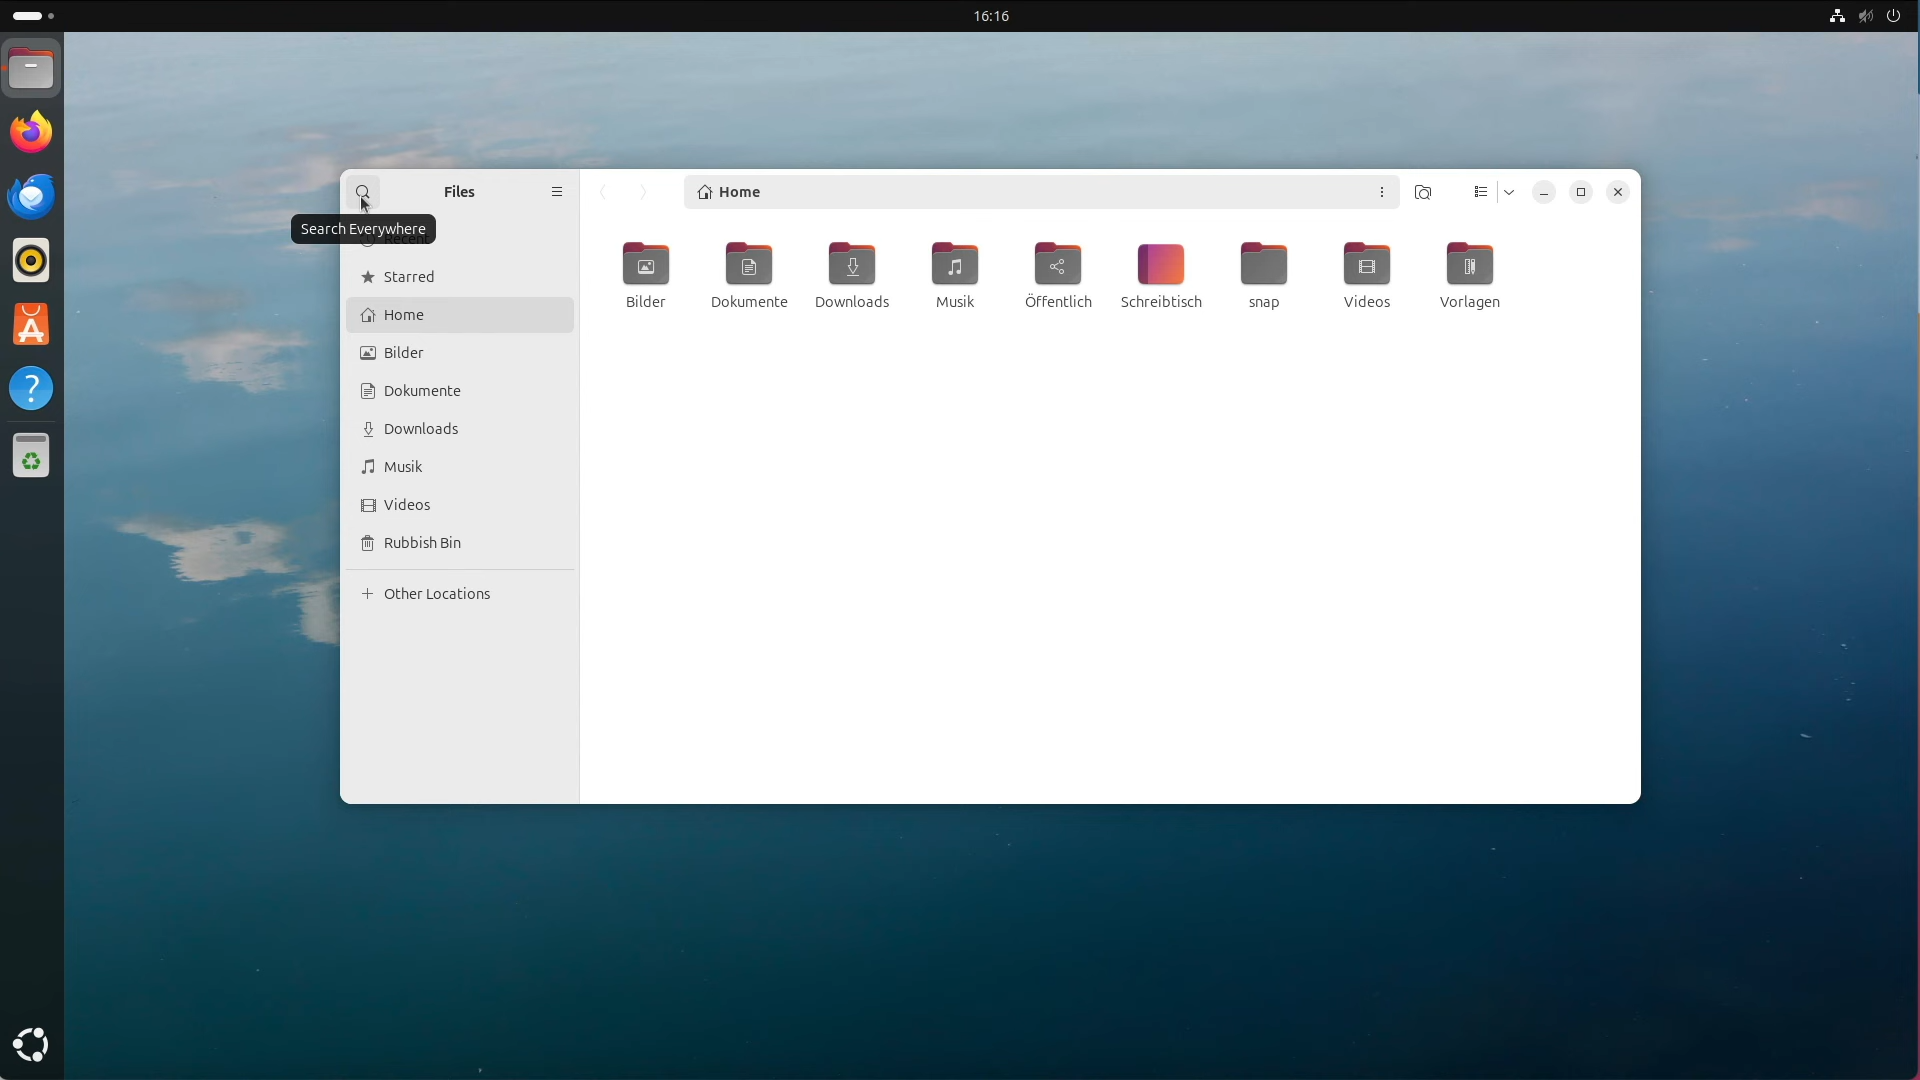 16:16
Files
Home
Search Everywhere
Starred
Home
Bilder
Dokumente
Downloads
Musik
Videos
Rubbish Bin
Other Locations
Bilder
Dokumente
Downloads
Musik
Öffentlich
Schreibtisch
snap
Videos
Vorlagen